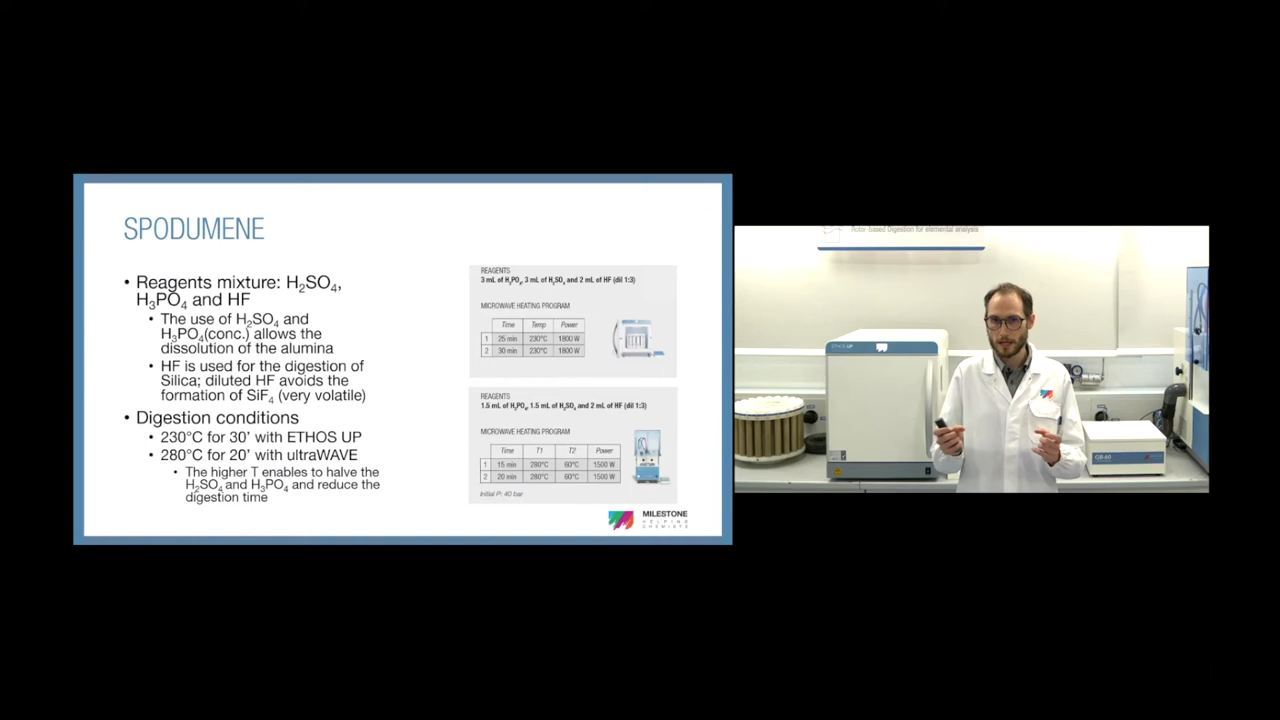 SPODUMENE
• Reagents mixture: H₂SO₄,
H₃PO₄ and HF
• The use of H₂SO₄ and
H₃PO₄(conc.) allows the
dissolution of the alumina
• HF is used for the digestion of
Silica; diluted HF avoids the
formation of SiF₄ (very volatile)
• Digestion conditions
• 230°C for 30' with ETHOS UP
• 280°C for 20' with ultraWAVE
• The higher T enables to halve the
H₂SO₄ and H₃PO₄ and reduce the
digestion time
REAGENTS
3 mL of H₃PO₄, 3 mL of H₂SO₄ and 2 mL of HF (dil 1:3)
MICROWAVE HEATING PROGRAM
Time Temp Power
1 25 min 230°C 1800 W
2 30 min 230°C 1800 W
REAGENTS
1.5 mL of H₃PO₄, 1.5 mL of H₂SO₄ and 2 mL of HF (dil 1:3)
MICROWAVE HEATING PROGRAM
Time T1 T2 Power
1 15 min 280°C 60°C 1500 W
2 20 min 280°C 60°C 1500 W
Initial P: 40 bar
MILESTONE
HELPING
CHEMISTS
Rotor-based Digestion for elemental analysis
ETHOS UP
GB 60